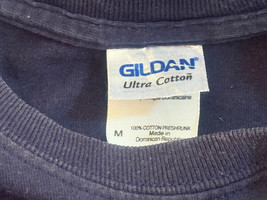 GILDAN
Ultra Cotton
M
100% COTTON PRESHRUNK
Made in
Dominican Republic